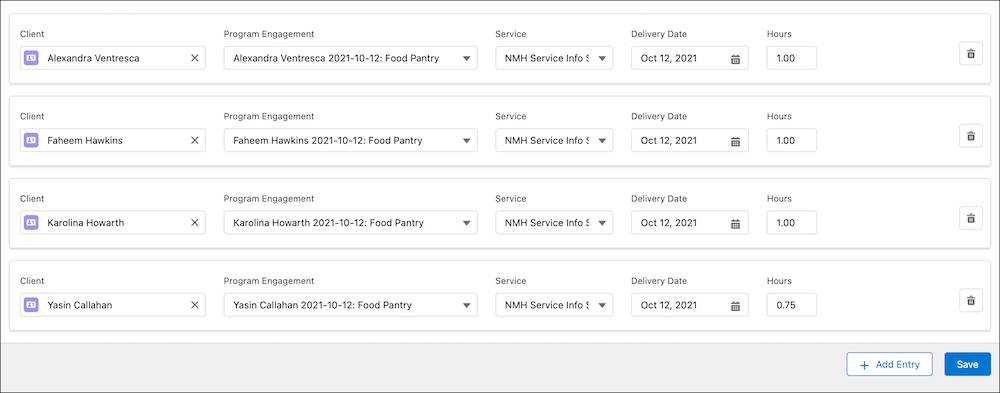 Client Program Engagement Service Delivery Date Hours
Alexandra Ventresca Alexandra Ventresca 2021-10-12: Food Pantry NMH Service Info S Oct 12, 2021 1.00
Client Program Engagement Service Delivery Date Hours
Faheem Hawkins Faheem Hawkins 2021-10-12: Food Pantry NMH Service Info S Oct 12, 2021 1.00
Client Program Engagement Service Delivery Date Hours
Karolina Howarth Karolina Howarth 2021-10-12: Food Pantry NMH Service Info S Oct 12, 2021 1.00
Client Program Engagement Service Delivery Date Hours
Yasin Callahan Yasin Callahan 2021-10-12: Food Pantry NMH Service Info S Oct 12, 2021 0.75
+ Add Entry Save